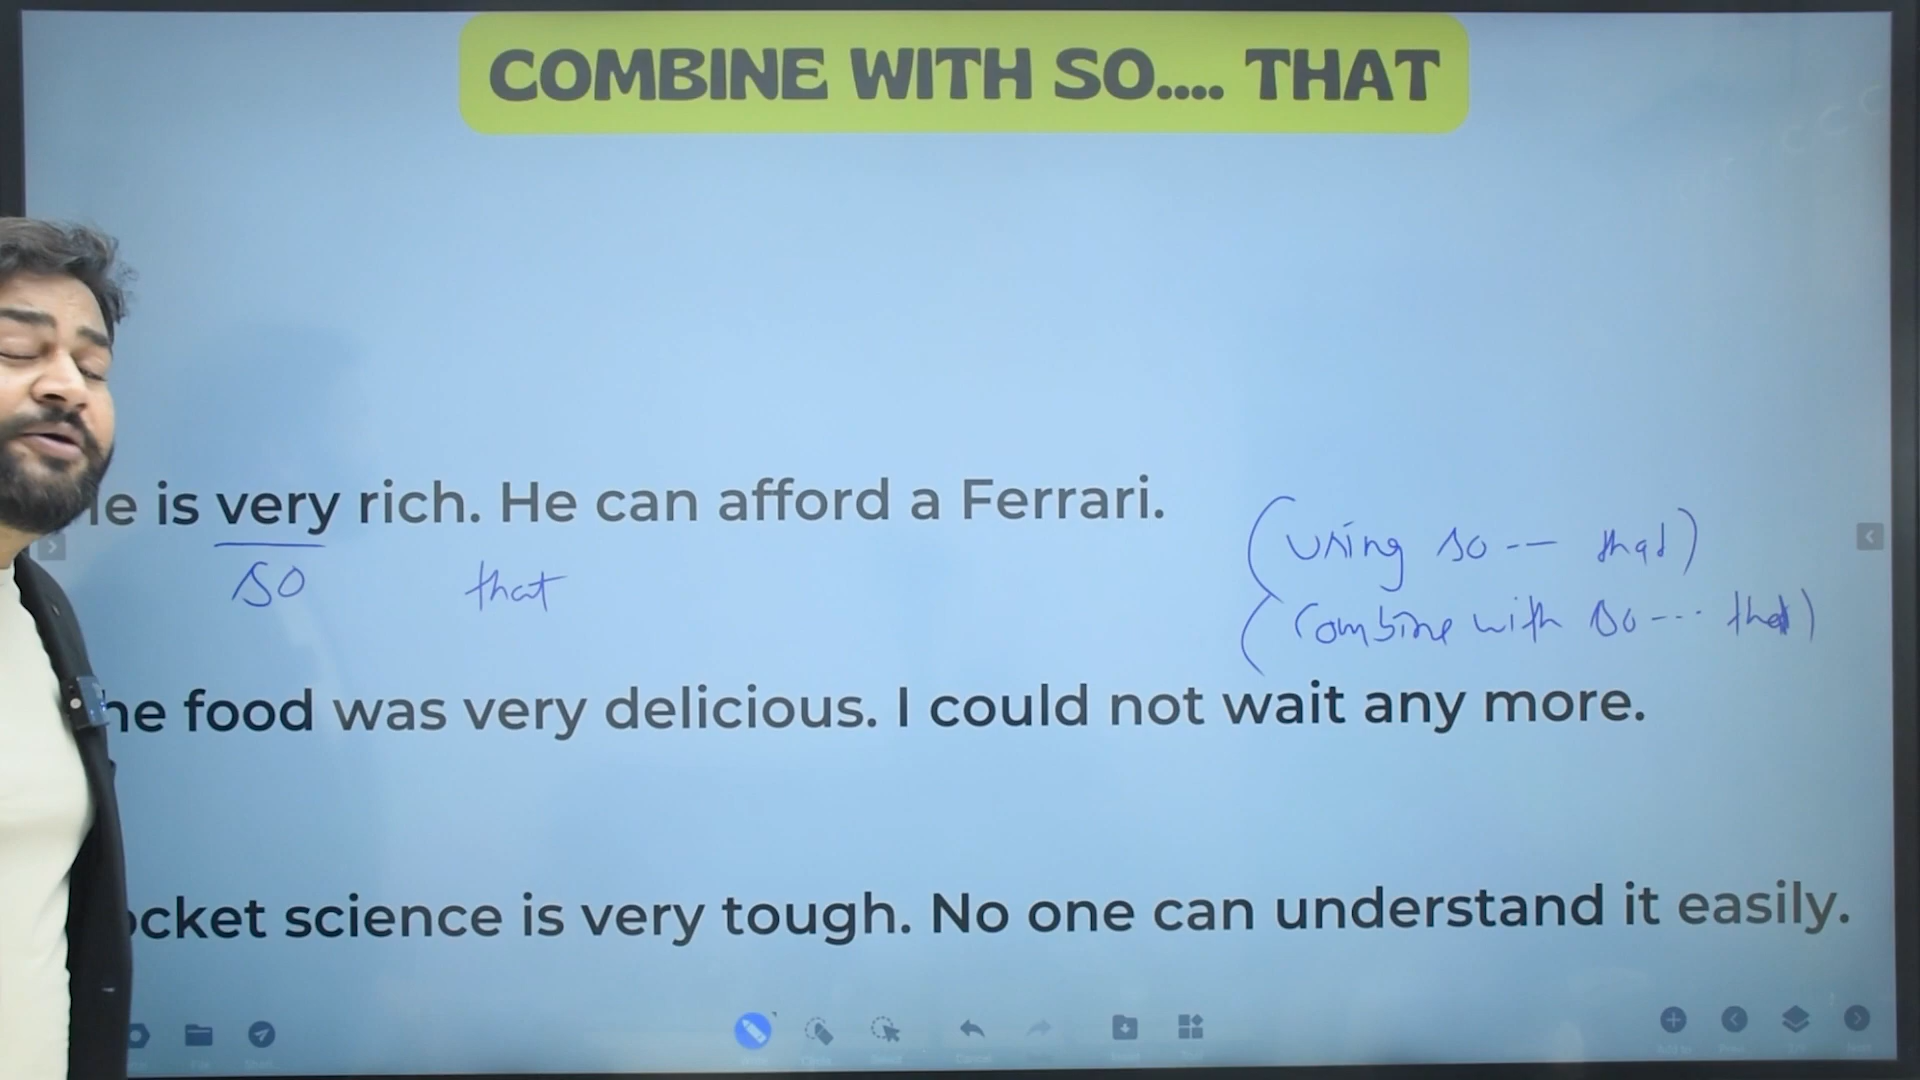 COMBINE WITH SO.... THAT
He is very rich. He can afford a Ferrari.
so that
(using so -- that)
(Combine with so --- that)
he food was very delicious. I could not wait any more.
ocket science is very tough. No one can understand it easily.